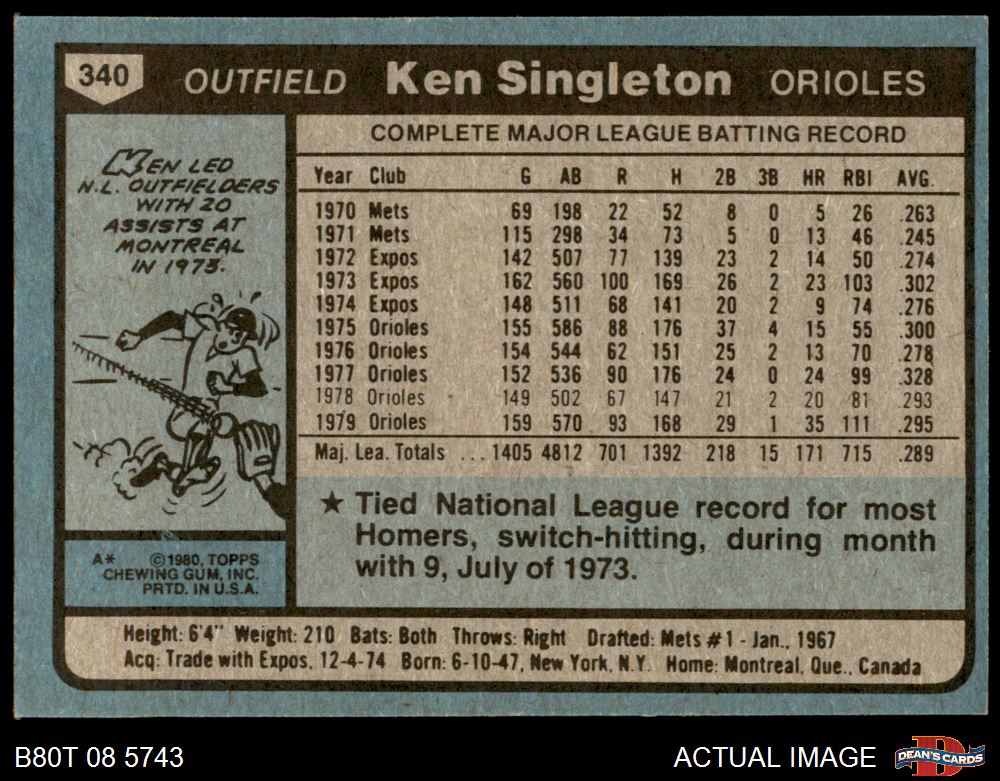 340 OUTFIELD Ken Singleton ORIOLES
KEN LED
N.L. OUTFIELDERS
WITH 20
ASSISTS AT
MONTREAL
IN 1973.
COMPLETE MAJOR LEAGUE BATTING RECORD
Year Club G AB R H 2B 3B HR RBI AVG.
1970 Mets 69 198 22 52 8 0 5 26 .263
1971 Mets 115 298 34 73 5 0 13 46 .245
1972 Expos 142 507 77 139 23 2 14 50 .274
1973 Expos 162 560 100 169 26 2 23 103 .302
1974 Expos 148 511 68 141 20 2 9 74 .276
1975 Orioles 155 586 88 176 37 4 15 55 .300
1976 Orioles 154 544 62 151 25 2 13 70 .278
1977 Orioles 152 536 90 176 24 0 24 99 .328
1978 Orioles 149 502 67 147 21 2 20 81 .293
1979 Orioles 159 570 93 168 29 1 35 111 .295
Maj. Lea. Totals ... 1405 4812 701 1392 218 15 171 715 .289
★ Tied National League record for most
Homers, switch-hitting, during month
with 9, July of 1973.
A* ©1980, TOPPS
CHEWING GUM, INC.
PRTD. IN U.S.A.
Height: 6'4" Weight: 210 Bats: Both Throws: Right Drafted: Mets #1 - Jan., 1967
Acq: Trade with Expos, 12-4-74 Born: 6-10-47, New York, N.Y. Home: Montreal, Que., Canada
B80T 08 5743 ACTUAL IMAGE D DEAN'S CARDS